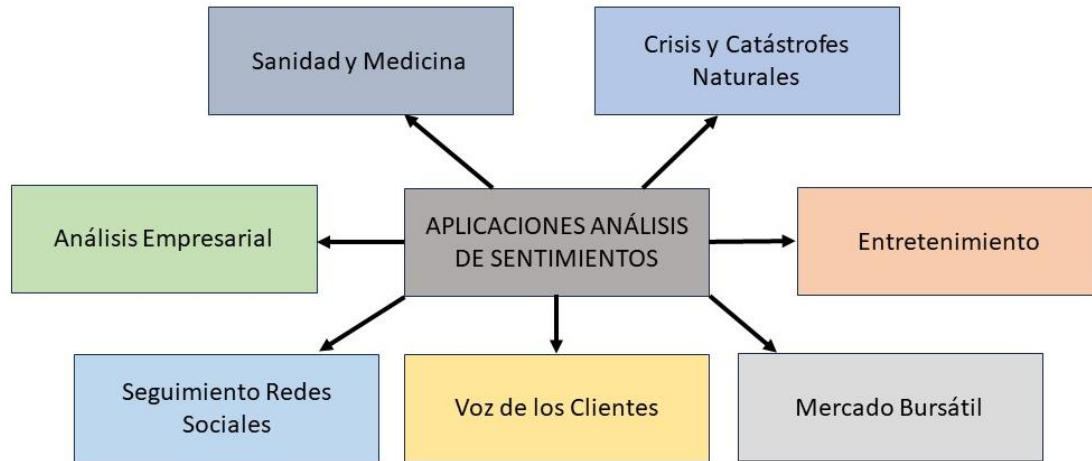 Sanidad y Medicina
Crisis y Catástrofes
Naturales
Análisis Empresarial
APLICACIONES ANÁLISIS
DE SENTIMIENTOS
Entretenimiento
Seguimiento Redes
Sociales
Voz de los Clientes
Mercado Bursátil